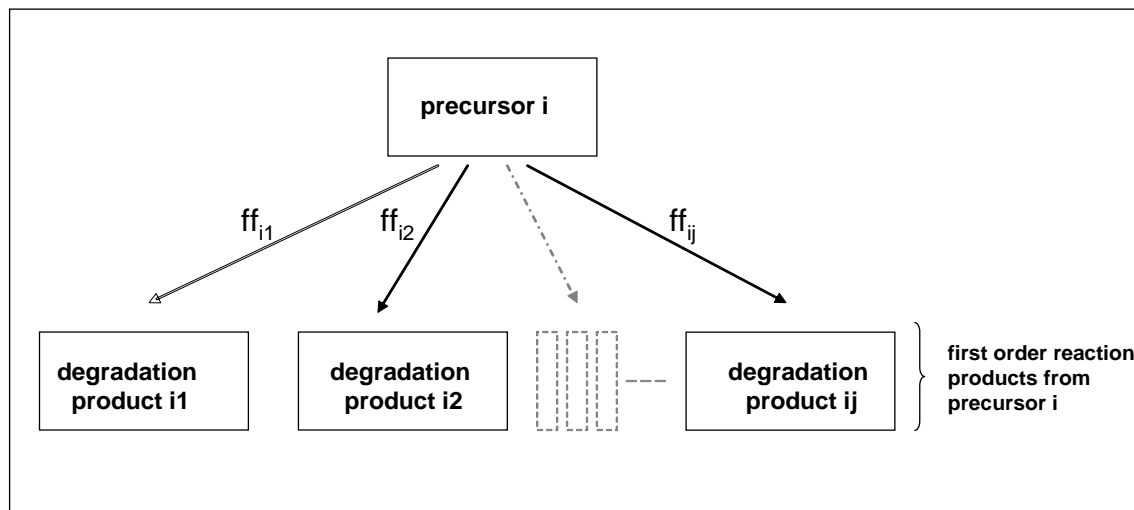 precursor i
ff_i1
ff_i2
ff_ij
degradation
product i1
degradation
product i2
degradation
product ij
first order reaction
products from
precursor i